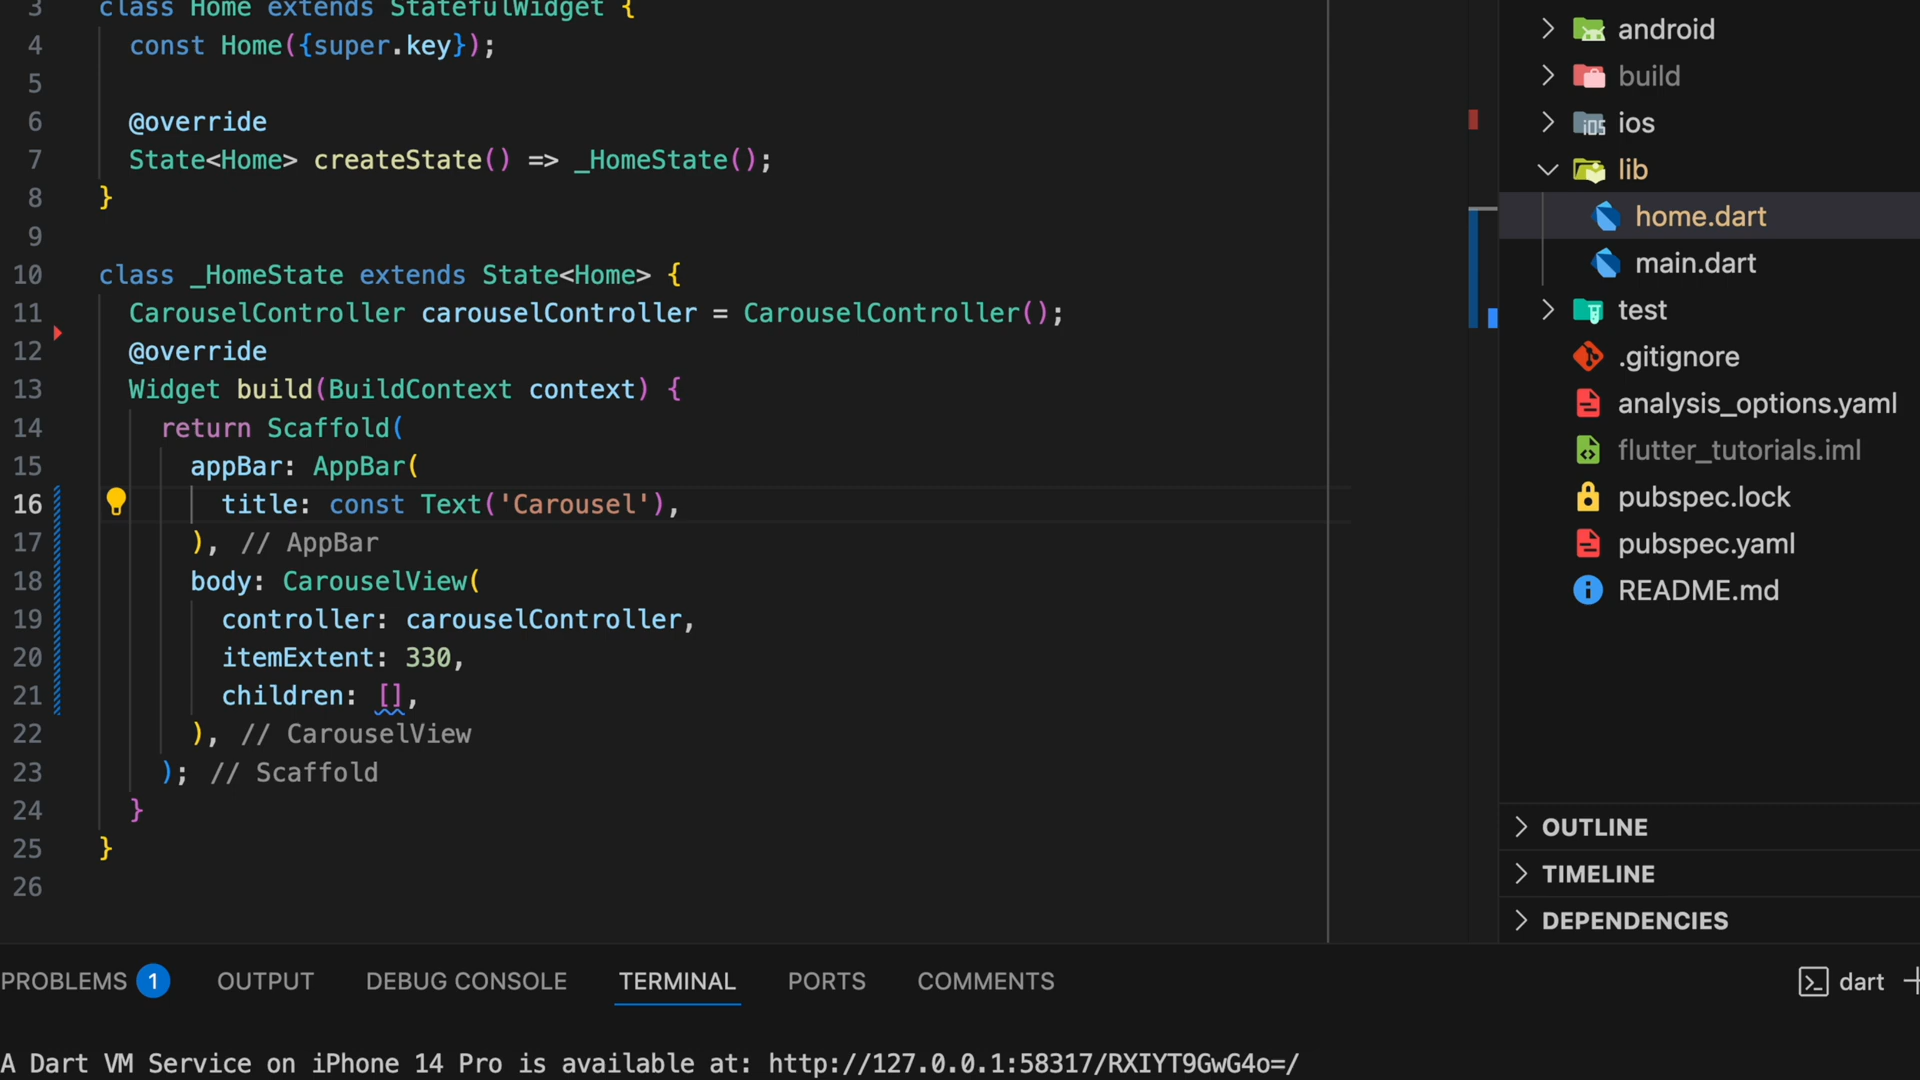 3 class Home extends StatefulWidget {
4 const Home({super.key});
5
6 @override
7 State<Home> createState() => _HomeState();
8 }
9
10 class _HomeState extends State<Home> {
11 CarouselController carouselController = CarouselController();
12 @override
13 Widget build(BuildContext context) {
14 return Scaffold(
15 appBar: AppBar(
16 title: const Text('Carousel'),
17 ), // AppBar
18 body: CarouselView(
19 controller: carouselController,
20 itemExtent: 330,
21 children: [],
22 ), // CarouselView
23 ); // Scaffold
24 }
25 }
26
android
build
ios
lib
home.dart
main.dart
test
.gitignore
analysis_options.yaml
flutter_tutorials.iml
pubspec.lock
pubspec.yaml
README.md
OUTLINE
TIMELINE
DEPENDENCIES
PROBLEMS 1 OUTPUT DEBUG CONSOLE TERMINAL PORTS COMMENTS dart
A Dart VM Service on iPhone 14 Pro is available at: http://127.0.0.1:58317/RXIYT9GwG4o=/